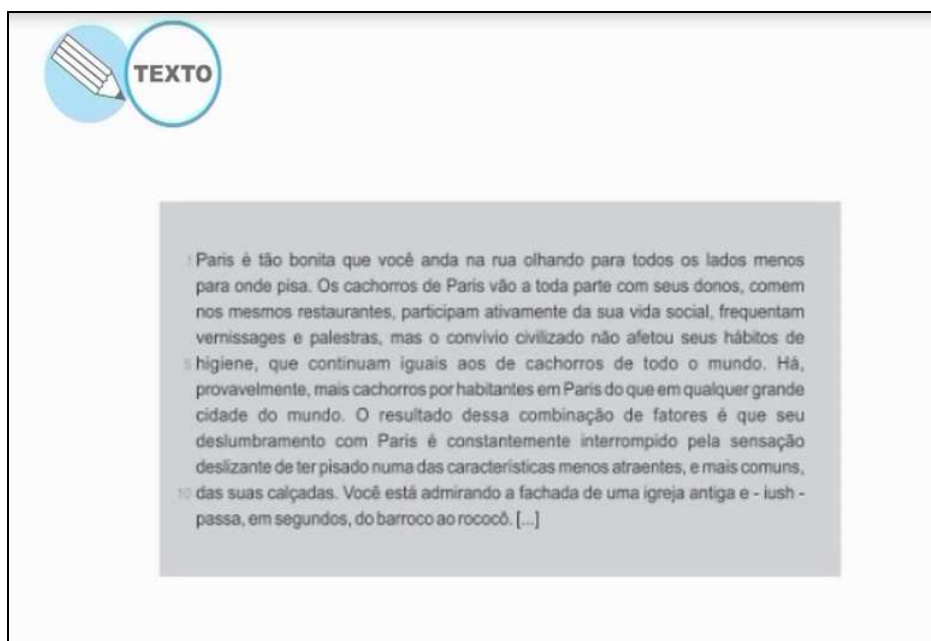 TEXTO
1 Paris é tão bonita que você anda na rua olhando para todos os lados menos
para onde pisa. Os cachorros de Paris vão a toda parte com seus donos, comem
nos mesmos restaurantes, participam ativamente da sua vida social, frequentam
vernissages e palestras, mas o convívio civilizado não afetou seus hábitos de
5 higiene, que continuam iguais aos de cachorros de todo o mundo. Há,
provavelmente, mais cachorros por habitantes em Paris do que em qualquer grande
cidade do mundo. O resultado dessa combinação de fatores é que seu
deslumbramento com Paris é constantemente interrompido pela sensação
deslizante de ter pisado numa das características menos atraentes, e mais comuns,
10 das suas calçadas. Você está admirando a fachada de uma igreja antiga e - iush -
passa, em segundos, do barroco ao rococô. [...]